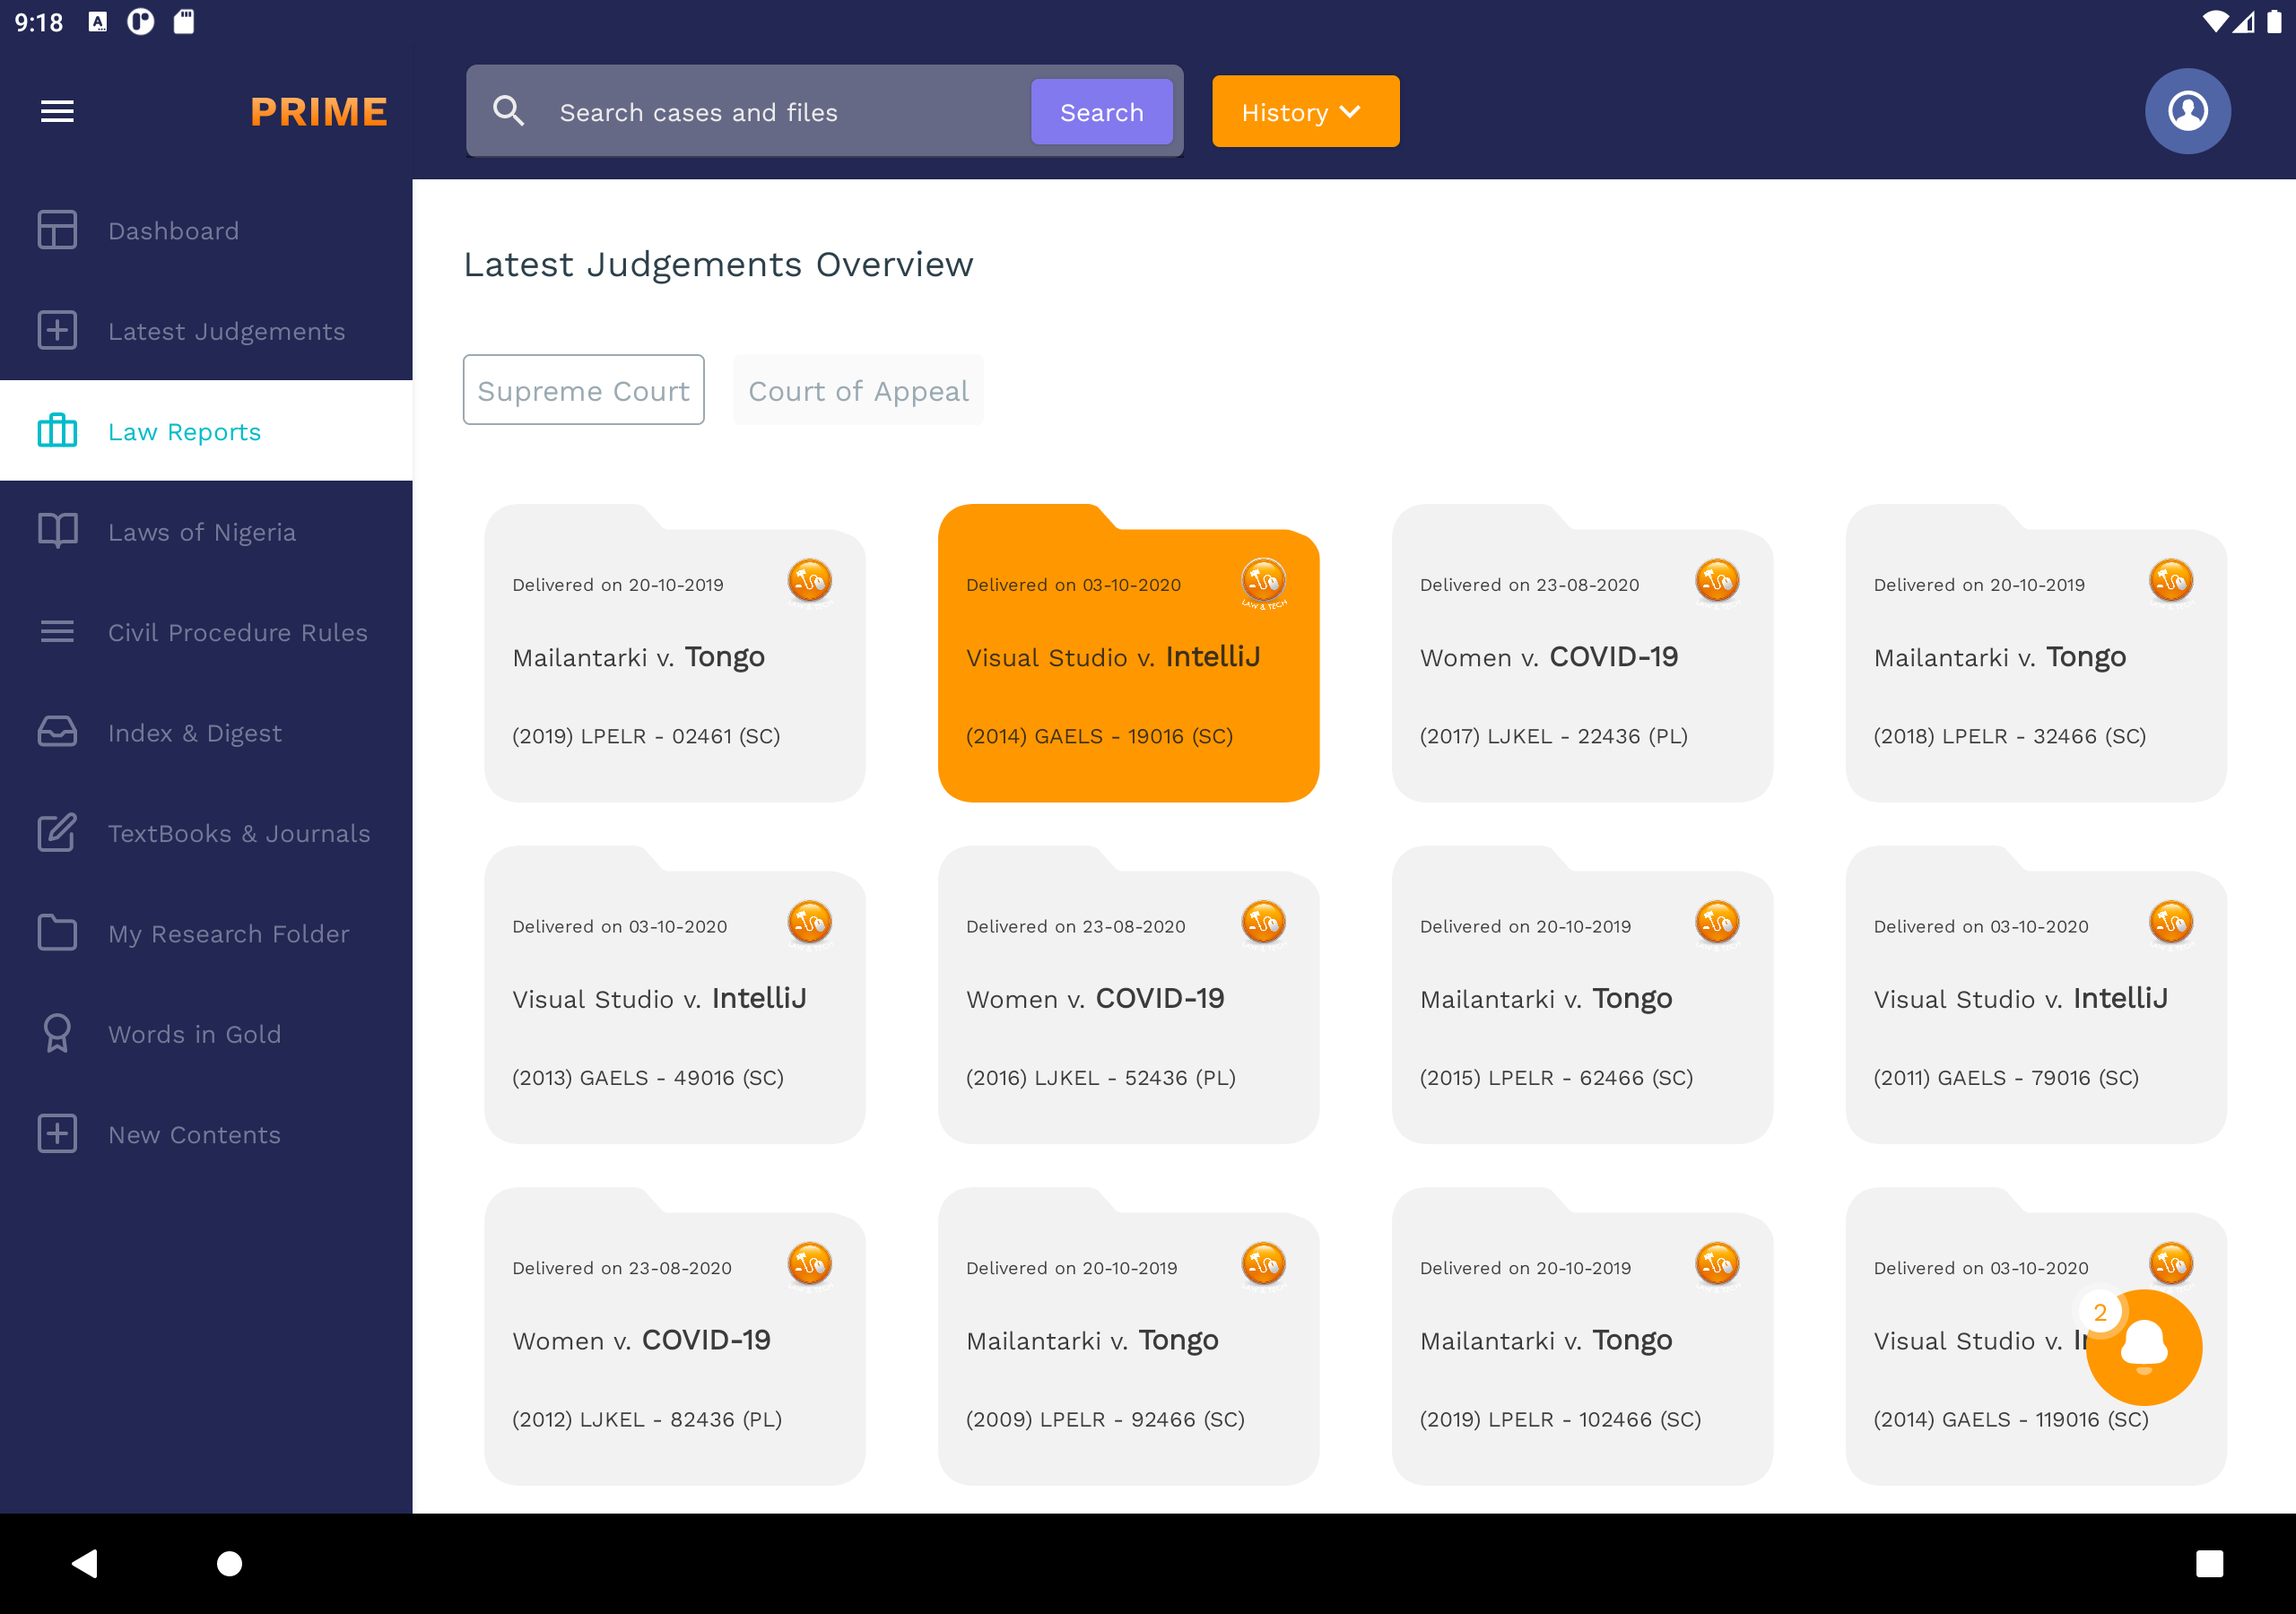 9:18
PRIME
Search cases and files
Search
History
Dashboard
Latest Judgements
Law Reports
Laws of Nigeria
Civil Procedure Rules
Index & Digest
TextBooks & Journals
My Research Folder
Words in Gold
New Contents
Latest Judgements Overview
Supreme Court
Court of Appeal
Delivered on 20-10-2019
Mailantarki v. Tongo
(2019) LPELR - 02461 (SC)
Delivered on 03-10-2020
LAW & TECH
Visual Studio v. IntelliJ
(2014) GAELS - 19016 (SC)
Delivered on 23-08-2020
Women v. COVID-19
(2017) LJKEL - 22436 (PL)
Delivered on 20-10-2019
Mailantarki v. Tongo
(2018) LPELR - 32466 (SC)
Delivered on 03-10-2020
Visual Studio v. IntelliJ
(2013) GAELS - 49016 (SC)
Delivered on 23-08-2020
Women v. COVID-19
(2016) LJKEL - 52436 (PL)
Delivered on 20-10-2019
Mailantarki v. Tongo
(2015) LPELR - 62466 (SC)
Delivered on 03-10-2020
Visual Studio v. IntelliJ
(2011) GAELS - 79016 (SC)
Delivered on 23-08-2020
Women v. COVID-19
(2012) LJKEL - 82436 (PL)
Delivered on 20-10-2019
Mailantarki v. Tongo
(2009) LPELR - 92466 (SC)
Delivered on 20-10-2019
Mailantarki v. Tongo
(2019) LPELR - 102466 (SC)
Delivered on 03-10-2020
2
Visual Studio v.
(2014) GAELS - 119016 (SC)